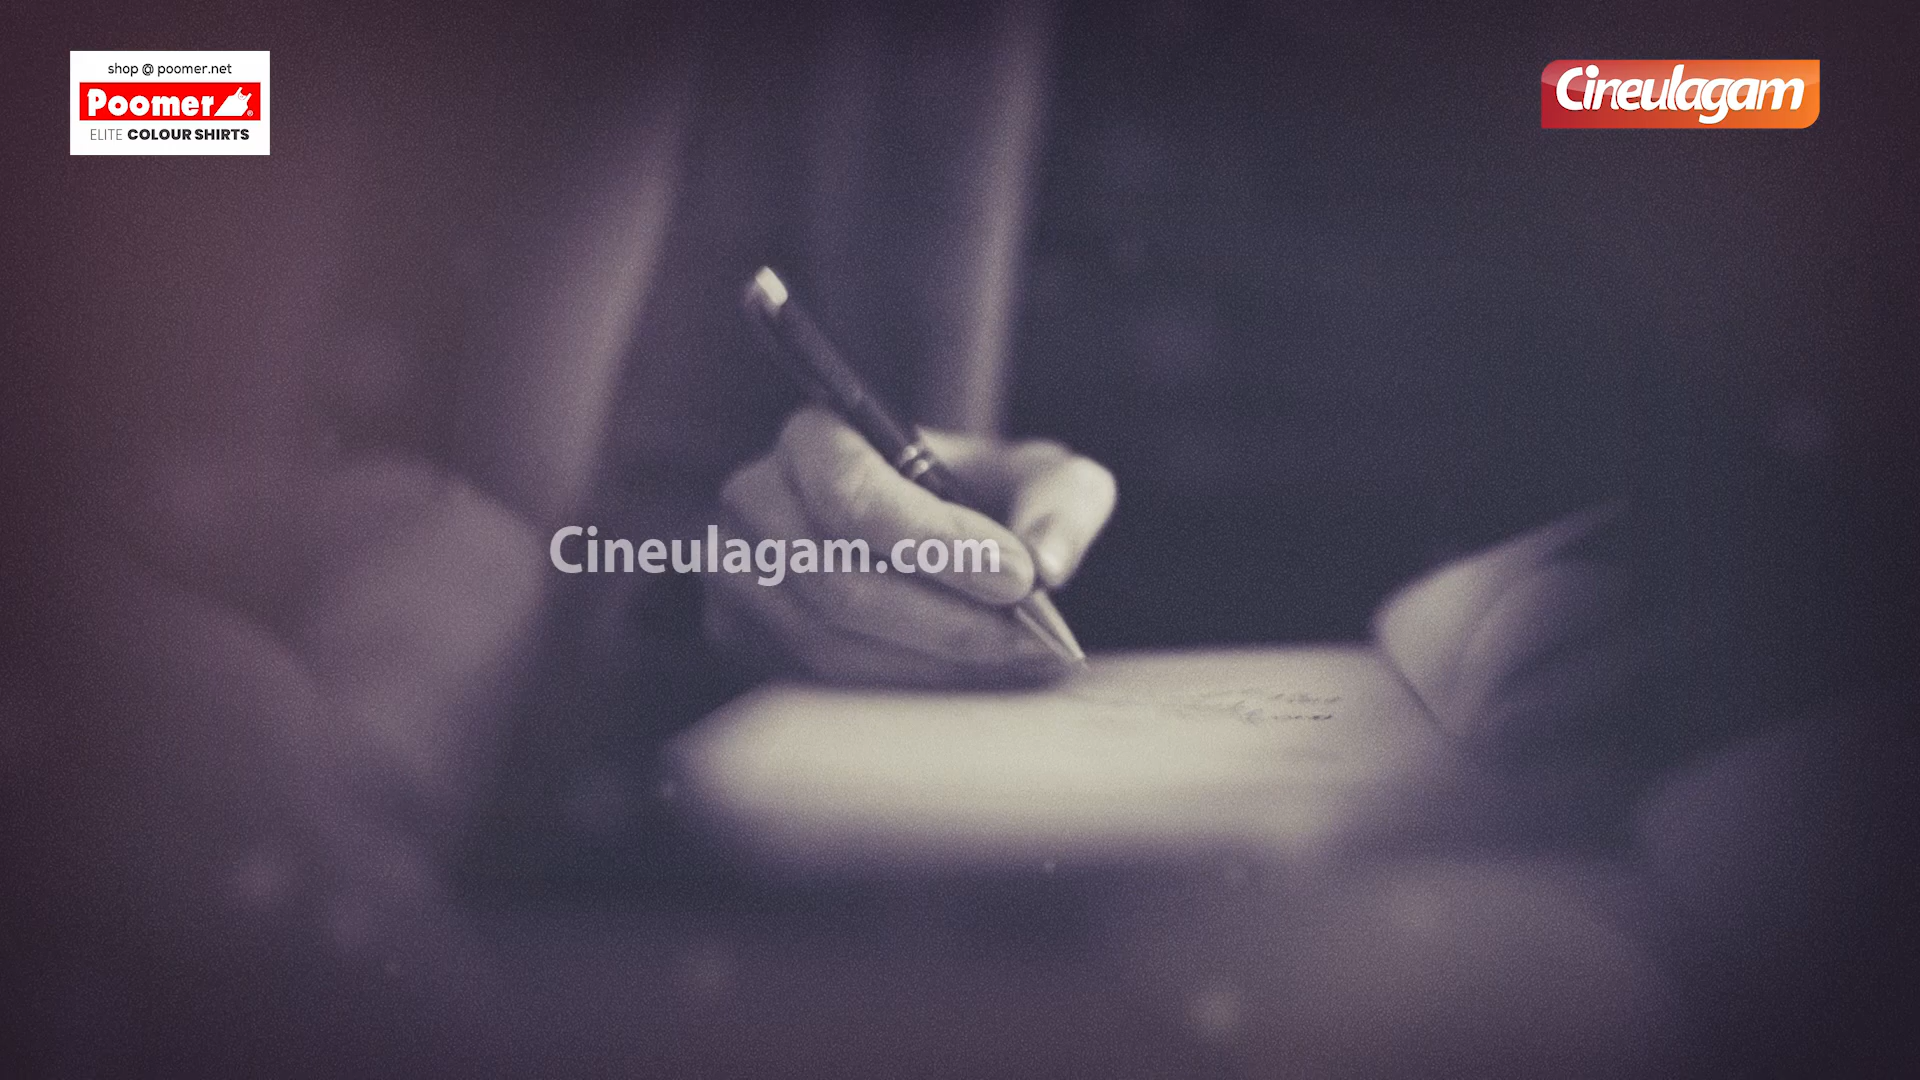 shop @ poomer.net
Poomer
ELITE COLOUR SHIRTS
Cineulagam
Cineulagam.com